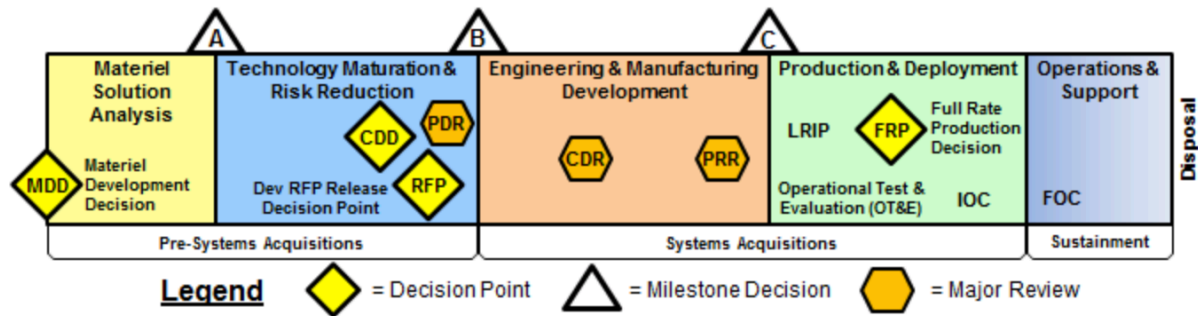 A
B
C
Materiel
Solution
Analysis
MDD
Materiel
Development
Decision
Technology Maturation &
Risk Reduction
CDD
PDR
Dev RFP Release
Decision Point
RFP
Engineering & Manufacturing
Development
CDR
PRR
Production & Deployment
LRIP
FRP
Full Rate
Production
Decision
Operational Test &
Evaluation (OT&E)
IOC
Operations &
Support
FOC
Disposal
Pre-Systems Acquisitions
Systems Acquisitions
Sustainment
Legend
= Decision Point
= Milestone Decision
= Major Review